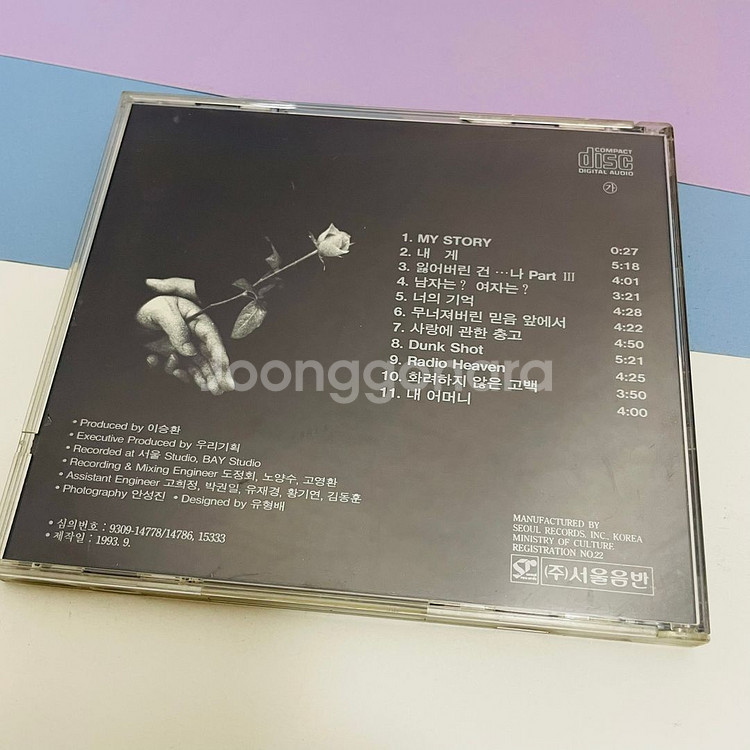 COMPACT
disc
DIGITAL AUDIO
가
1. MY STORY 0:27
2. 내 게 5:18
3. 잃어버린 건 …나 Part Ⅲ 4:01
4. 남자는? 여자는? 3:21
5. 너의 기억 4:28
6. 무너져버린 믿음 앞에서 4:22
7. 사랑에 관한 충고 4:50
8. Dunk Shot 5:21
9. Radio Heaven 4:25
10. 화려하지 않은 고백 3:50
11. 내 어머니 4:00
joonggonara
• Produced by 이승환
• Executive Produced by 우리기획
• Recorded at 서울 Studio, BAY Studio
• Recording & Mixing Engineer 도정회, 노양수, 고영환
• Assistant Engineer 고희정, 박권일, 유재경, 황기연, 김동훈
• Photography 안성진 • Designed by 유형배
• 심의번호 : 9309-14778/14786, 15333
• 제작일 : 1993. 9.
MANUFACTURED BY
SEOUL RECORDS, INC. KOREA
MINISTRY OF CULTURE
REGISTRATION NO.22
(주)서울음반